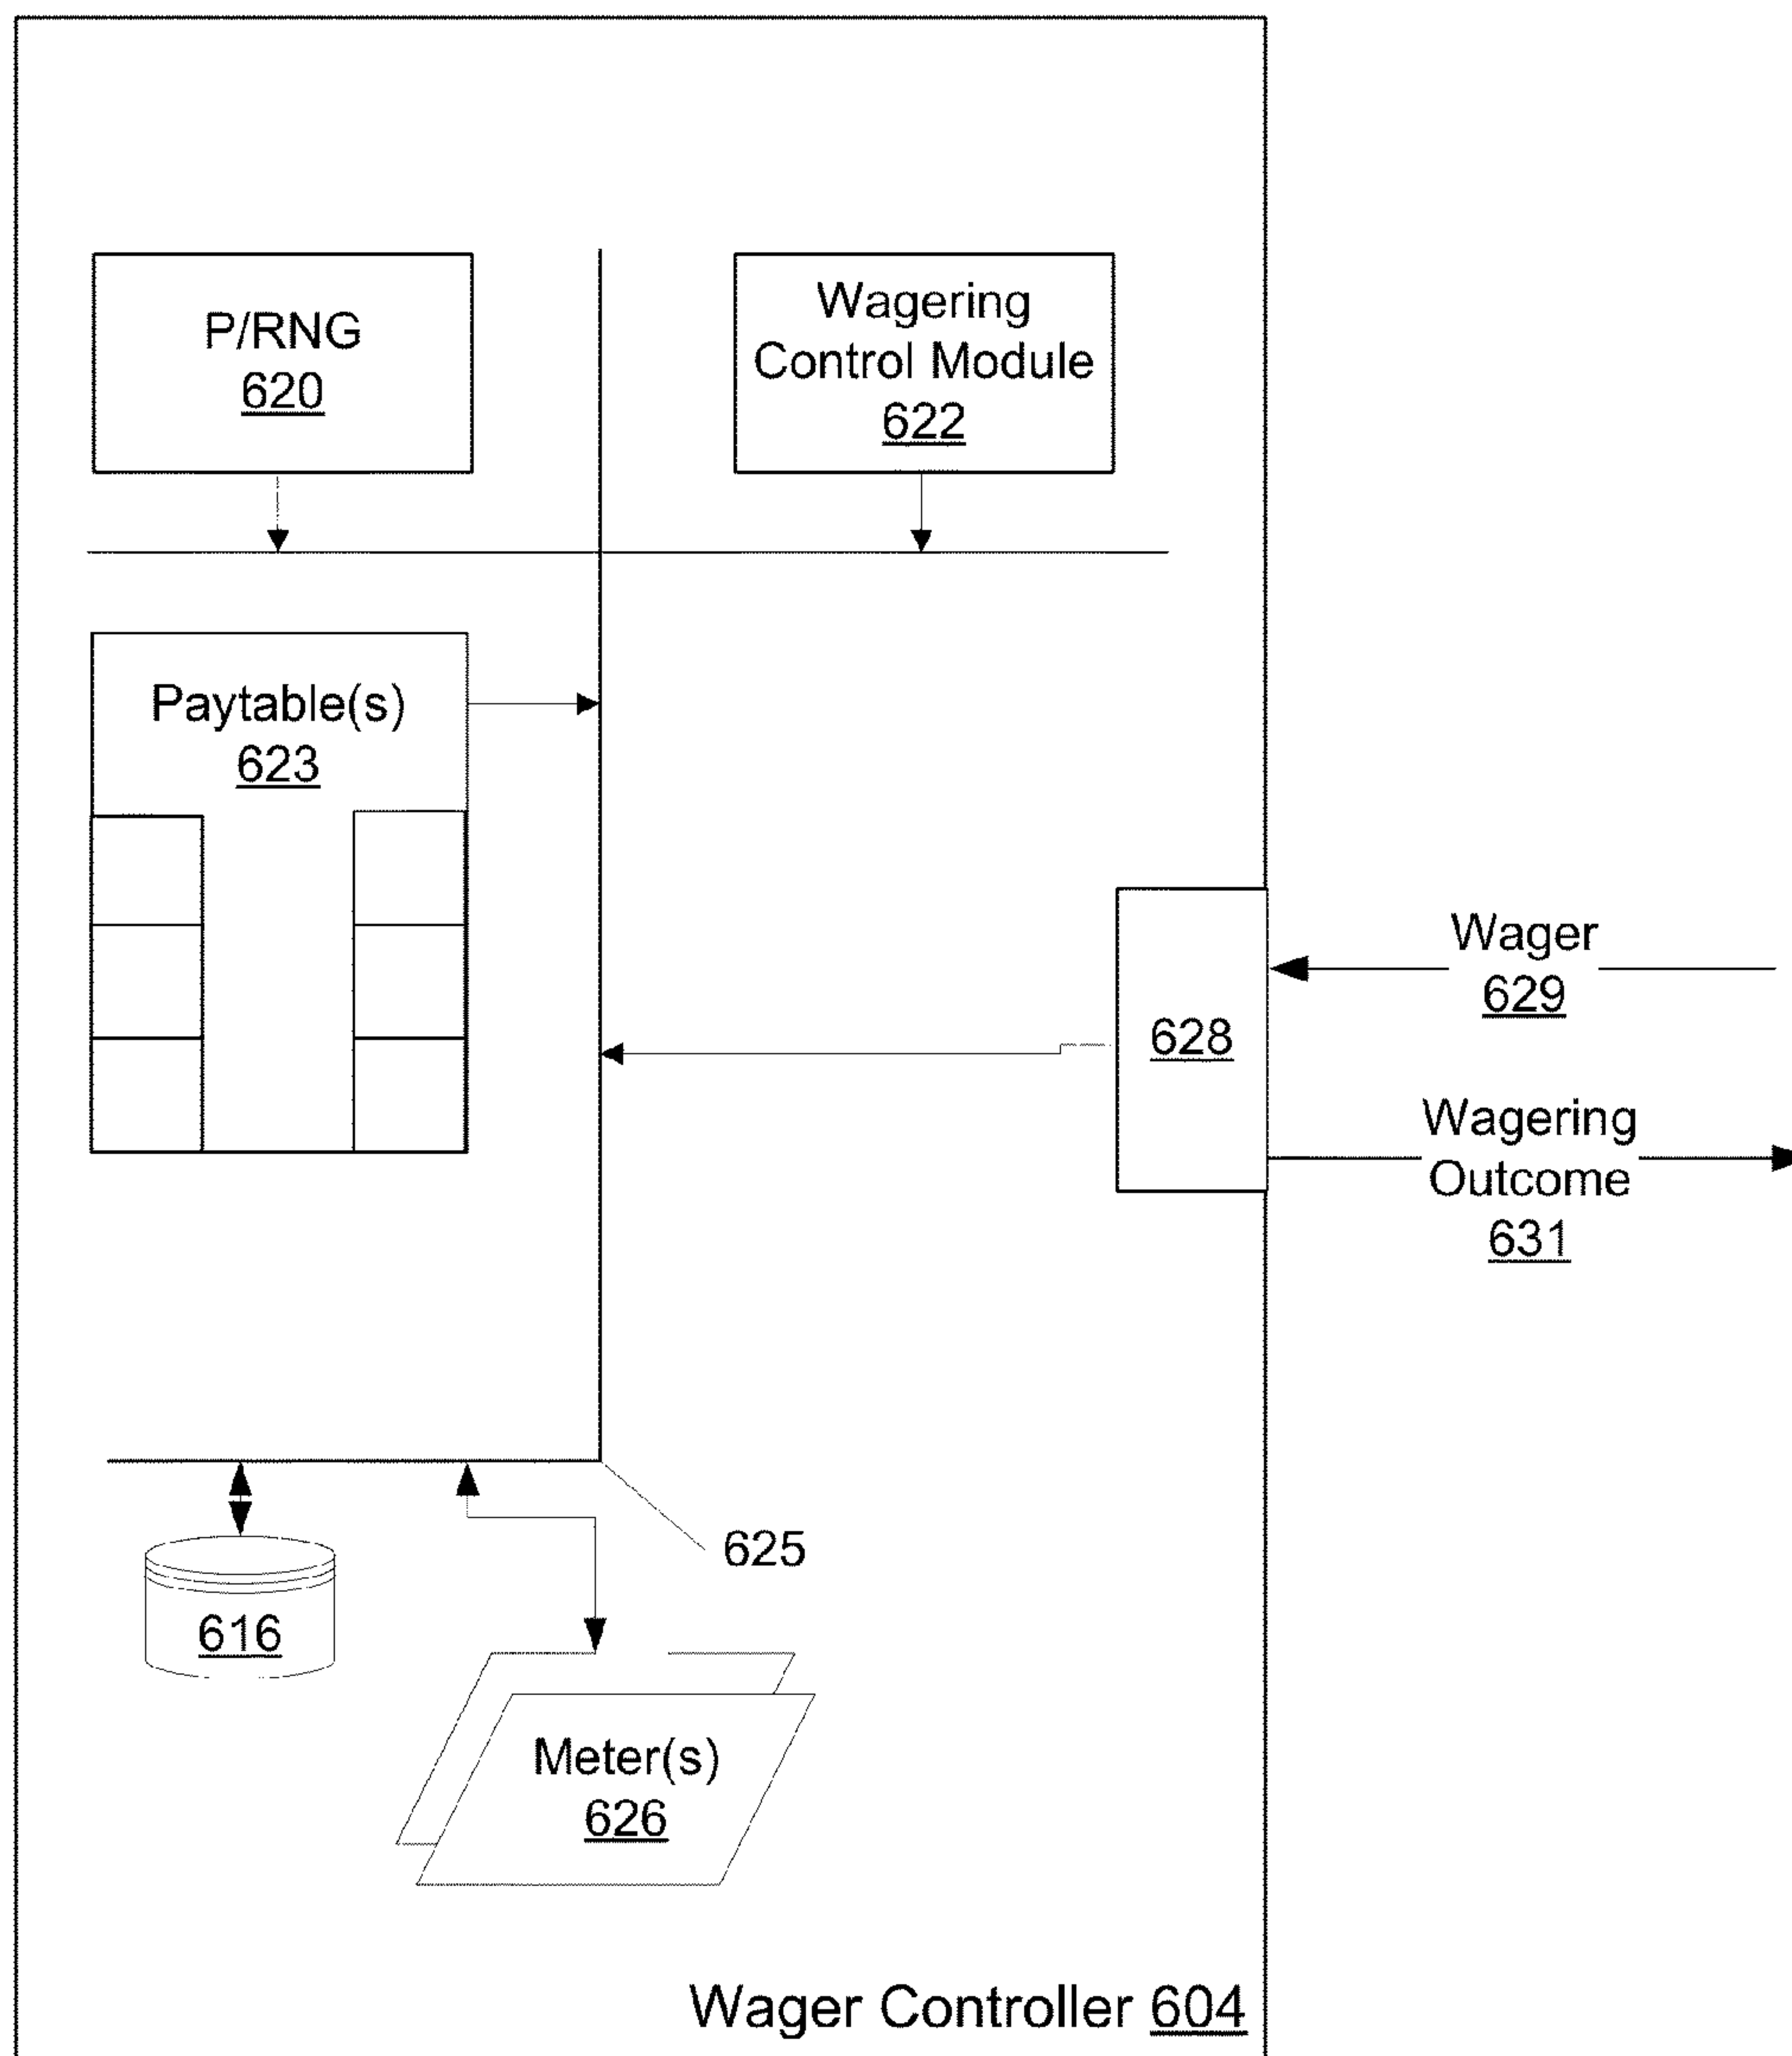 P/RNG
620
Wagering
Control Module
622
Paytable(s)
623
Wager
629
628
Wagering
Outcome
631
625
616
Meter(s)
626
Wager Controller 604